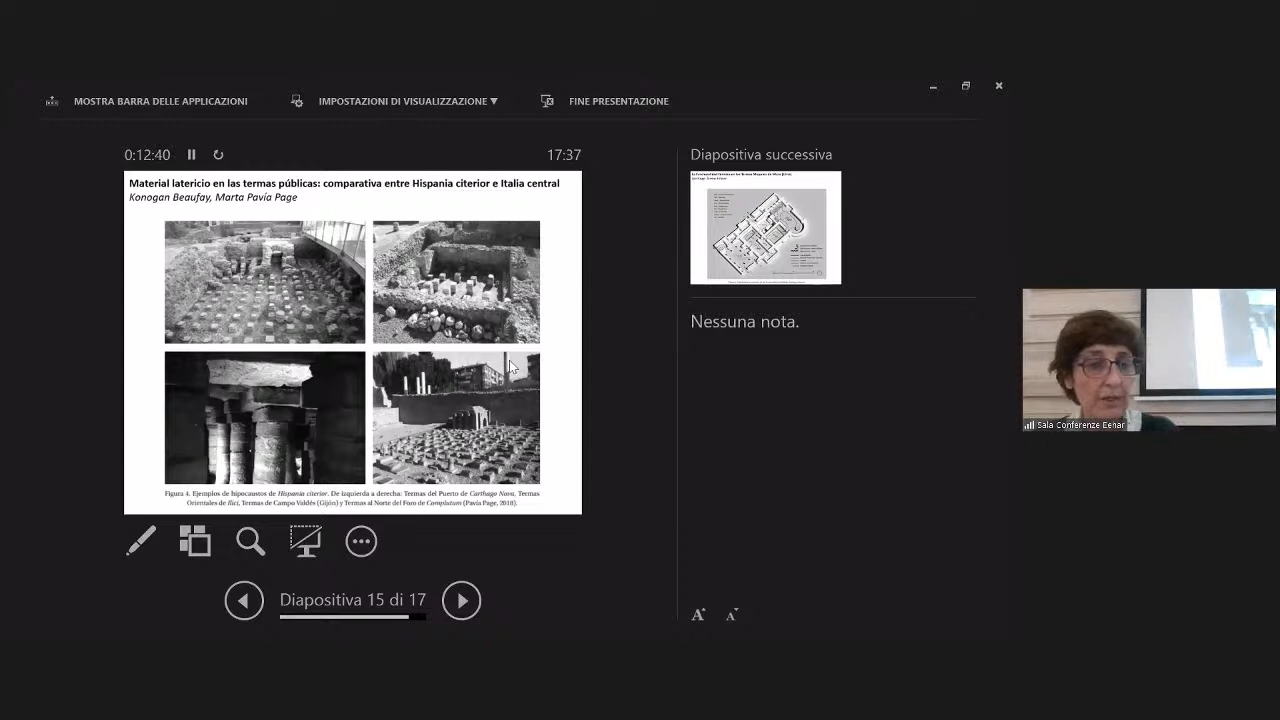 MOSTRA BARRA DELLE APPLICAZIONI
IMPOSTAZIONI DI VISUALIZZAZIONE ▼
FINE PRESENTAZIONE
0:12:40
17:37
Material latericio en las termas públicas: comparativa entre Hispania citerior e Italia central
Konogan Beaufay, Marta Pavía Page
Figura 4. Ejemplos de hipocaustos de Hispania citerior. De izquierda a derecha: Termas del Puerto de Carthago Nova, Termas
Orientales de Ilici, Termas de Campo Valdés (Gijón) y Termas al Norte del Foro de Complutum (Pavía Page, 2018).
Diapositiva 15 di 17
Diapositiva successiva
Nessuna nota.
A A
Sala Conferenze Eehar